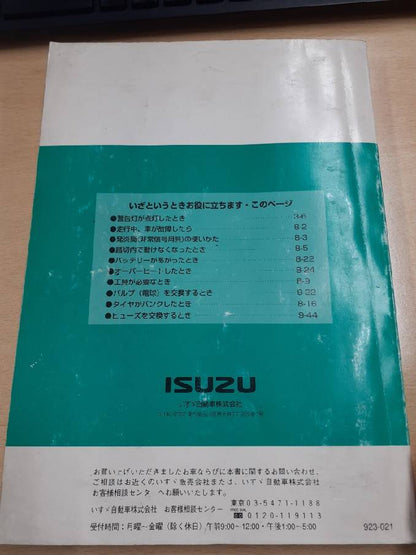 いざというときお役に立ちます・このページ
●警告灯が点灯したとき 3-6
●走行中、車が故障したら 8-2
●発炎筒(非常信号用具)の使いかた 8-3
●踏切内で動けなくなったとき 8-5
●バッテリーがあがったとき 8-22
●オーバーヒートしたとき 8-24
●工具が必要なとき 8-9
●バルブ（電球）を交換するとき
●タイヤがパンクしたとき 8-16
●ヒューズを交換するとき 9-44
ISUZU
いすゞ自動車株式会社
お買い上げいただきましたお車ならびに本書に関するお問い合わせ、
ご相談はお近くのいすゞ販売会社または、いすゞ自動車株式会社
お客様相談センターへお願いいたします。
東京03-5471-1138
いすゞ自動車株式会社 お客様相談センター 0120-119113
受付時間：月曜～金曜（除く休日）午前9:00～12:00・午後1:00～5:00
923-021